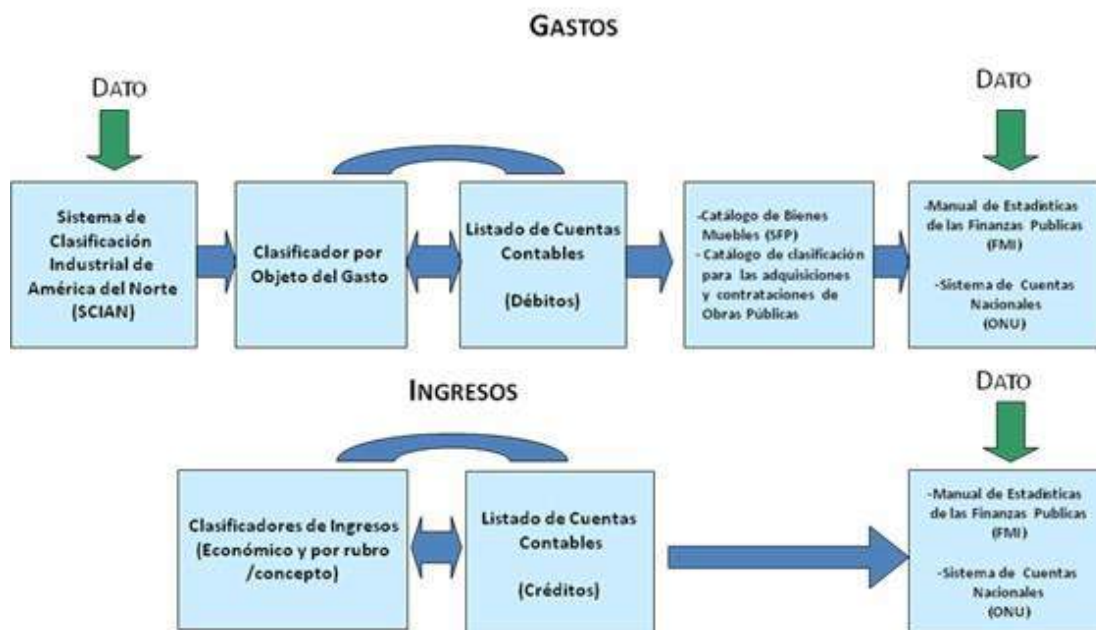 GASTOS
DATO
DATO
Sistema de
Clasificación
Industrial de
América del Norte
(SCIAN)
Clasificador por
Objeto del Gasto
Listado de Cuentas
Contables
(Débitos)
-Catálogo de Bienes
Muebles (SFP)
- Catálogo de clasificación
para las adquisiciones
y contrataciones de
Obras Públicas
-Manual de Estadísticas
de las Finanzas Publicas
(FMI)
-Sistema de Cuentas
Nacionales
(ONU)
INGRESOS
DATO
Clasificadores de Ingresos
(Económico y por rubro
/concepto)
Listado de Cuentas
Contables
(Créditos)
-Manual de Estadísticas
de las Finanzas Publicas
(FMI)
-Sistema de Cuentas
Nacionales
(ONU)